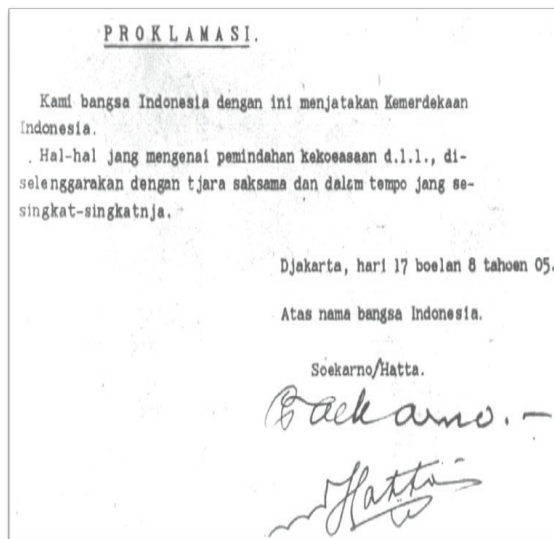 PROKLAMASI.
Kami bangsa Indonesia dengan ini menjatakan Kemerdekaan
Indonesia.
Hal-hal jang mengenai pemindahan kekoeasaan d.l.l., di-
selenggarakan dengan tjara saksama dan dalam tempo jang se-
singkat-singkatnja.
Djakarta, hari 17 boelan 8 tahoen 05.
Atas nama bangsa Indonesia.
Soekarno/Hatta.
Soekarno.-
Hatta